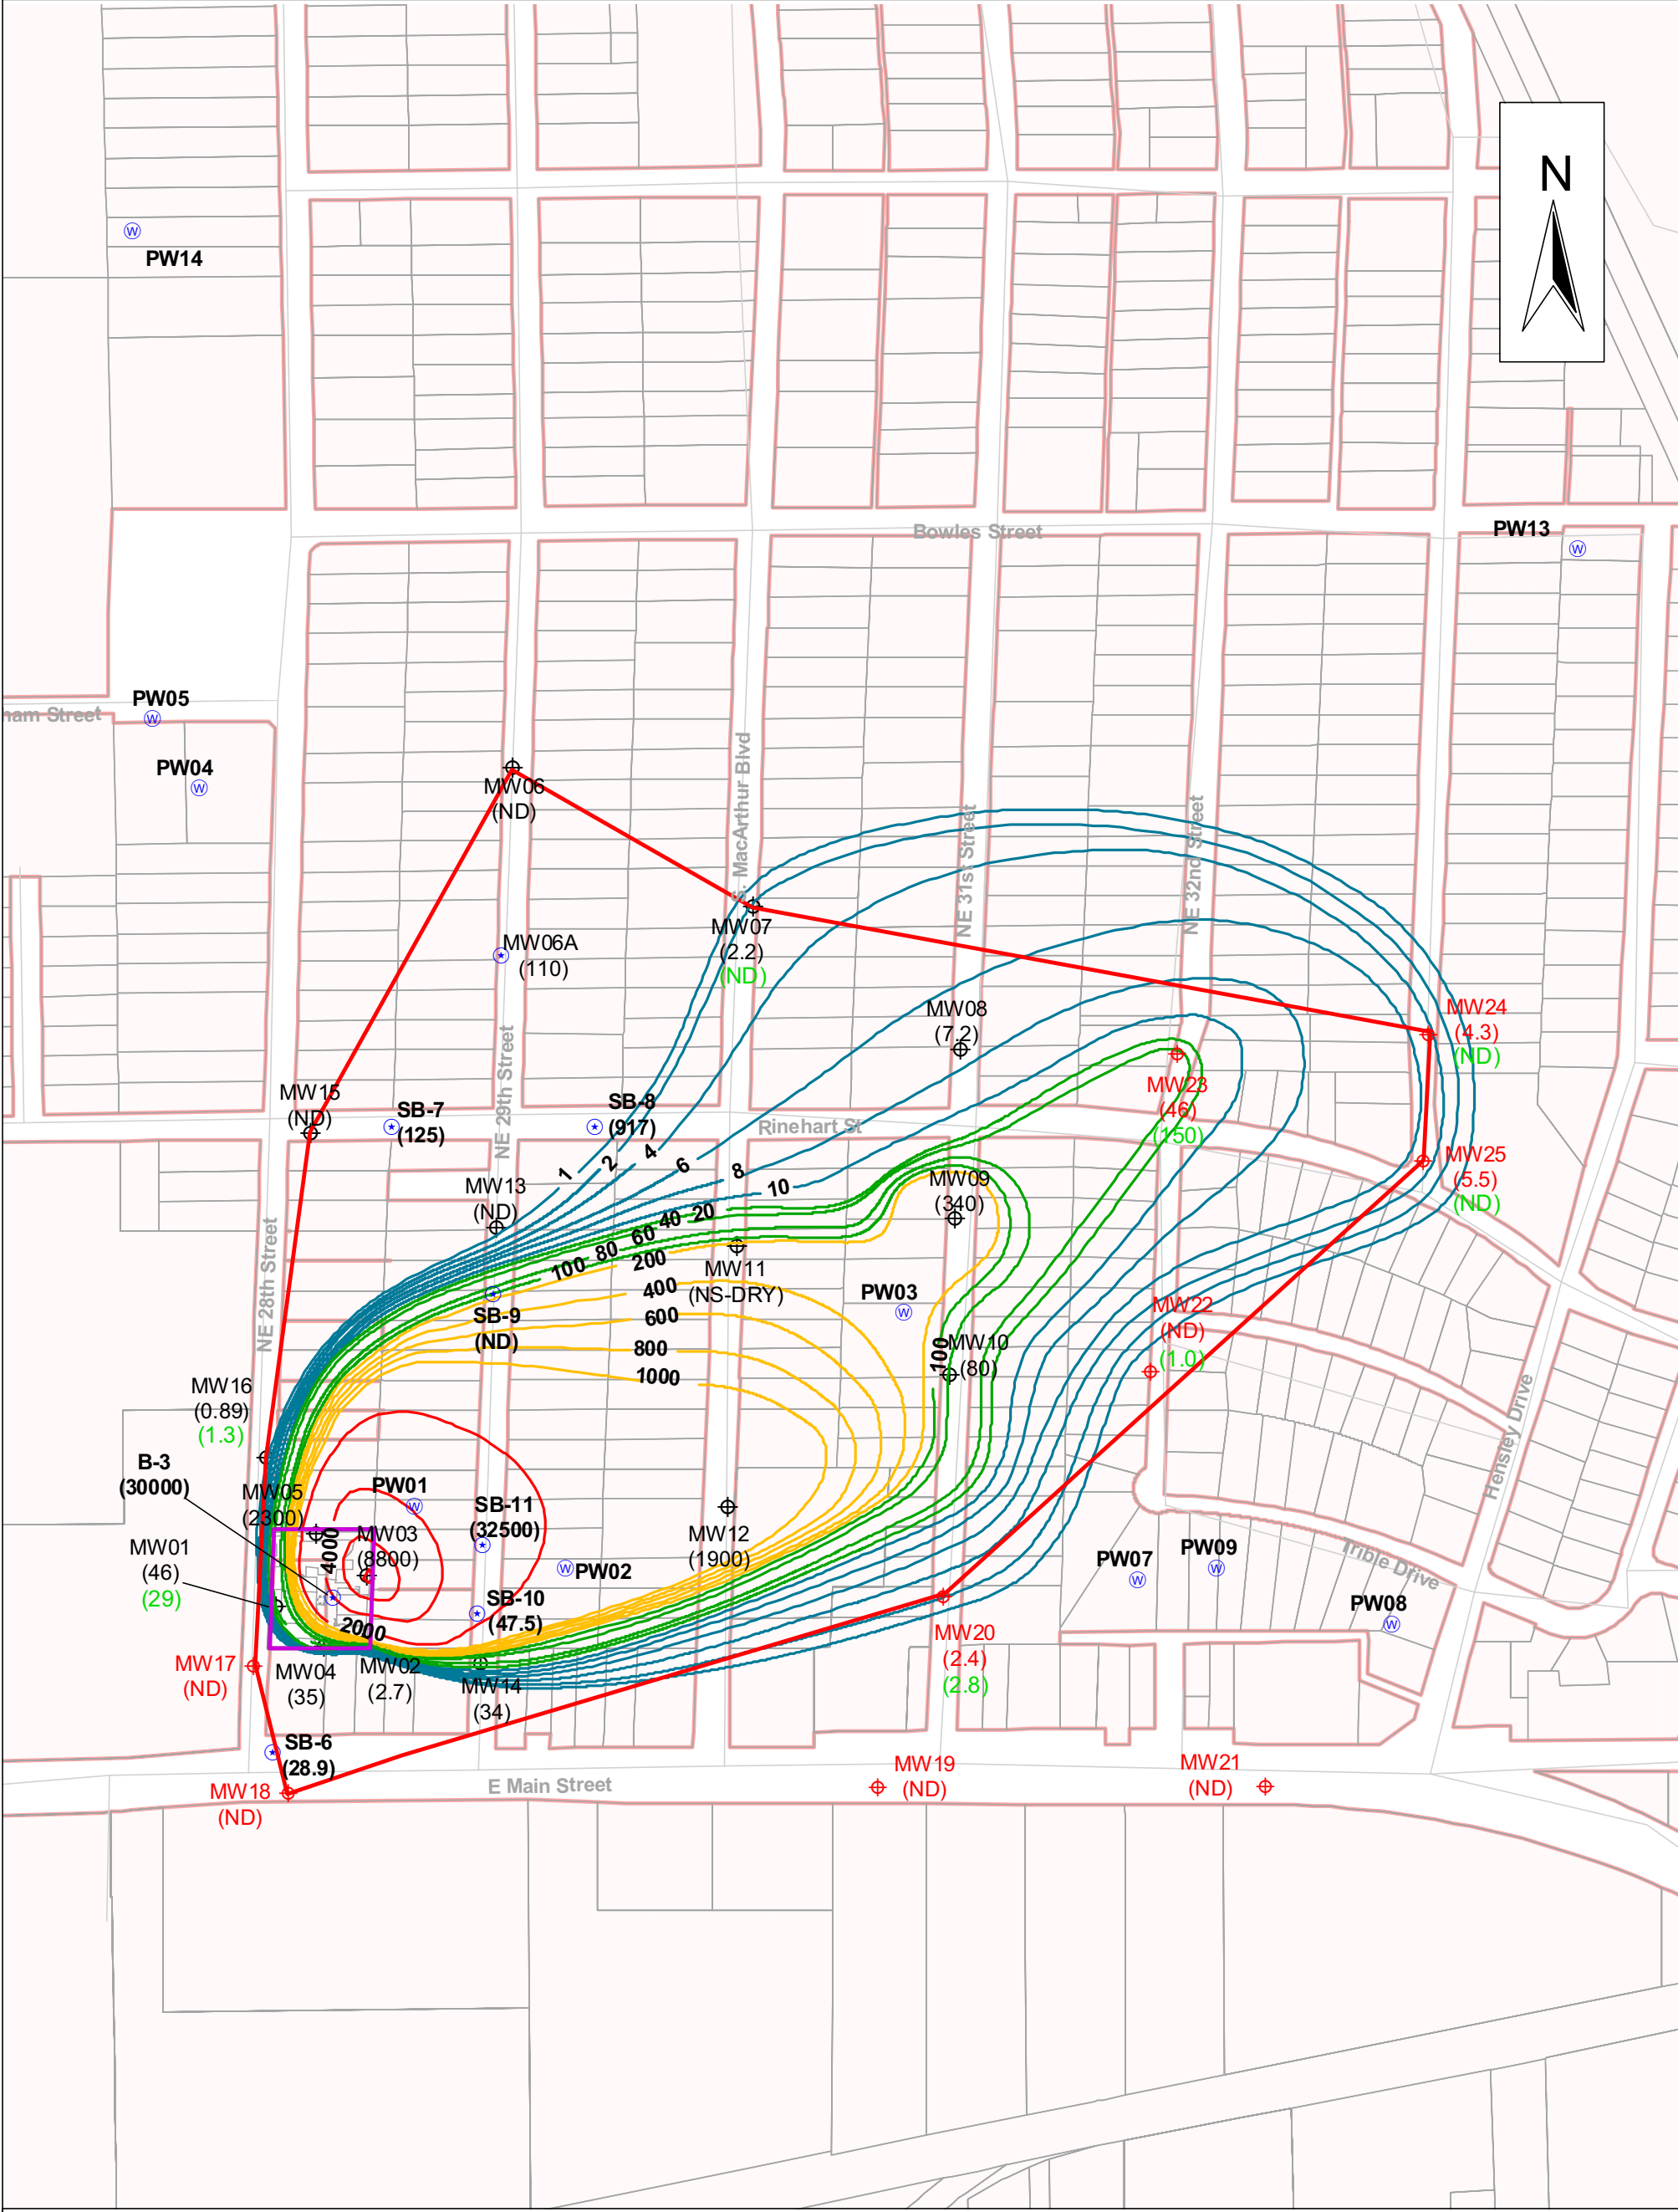 N
PW14
Bowles Street
PW13
PW05
ham Street
PW04
MW06
(ND)
S. MacArthur Blvd
NE 31st Street
NE 32nd Street
MW07
(2.2)
(ND)
MW06A
(110)
MW08
(7.2)
MW24
(4.3)
(ND)
NE 29th Street
MW15
(ND)
SB-7
(125)
SB-8
(917)
Rinehart St
MW23
(46)
(150)
MW25
(5.5)
(ND)
1
2
4
6
8
10
20
40
60
80
100
200
400
600
800
1000
MW13
(ND)
MW09
(340)
NE 28th Street
MW11
(NS-DRY)
SB-9
(ND)
PW03
MW22
(ND)
(1.0)
100
MW10
(80)
MW16
(0.89)
(1.3)
Hensley Drive
B-3
(30000)
MW05
(2300)
PW01
SB-11
(32500)
MW12
(1900)
MW01
(46)
(29)
4000
MW03
(8800)
PW02
PW07
PW09
Trible Drive
PW08
SB-10
(47.5)
2000
MW20
(2.4)
(2.8)
MW17
(ND)
MW04
(35)
MW02
(2.7)
MW14
(34)
SB-6
(28.9)
MW18
(ND)
E Main Street
MW19
(ND)
MW21
(ND)